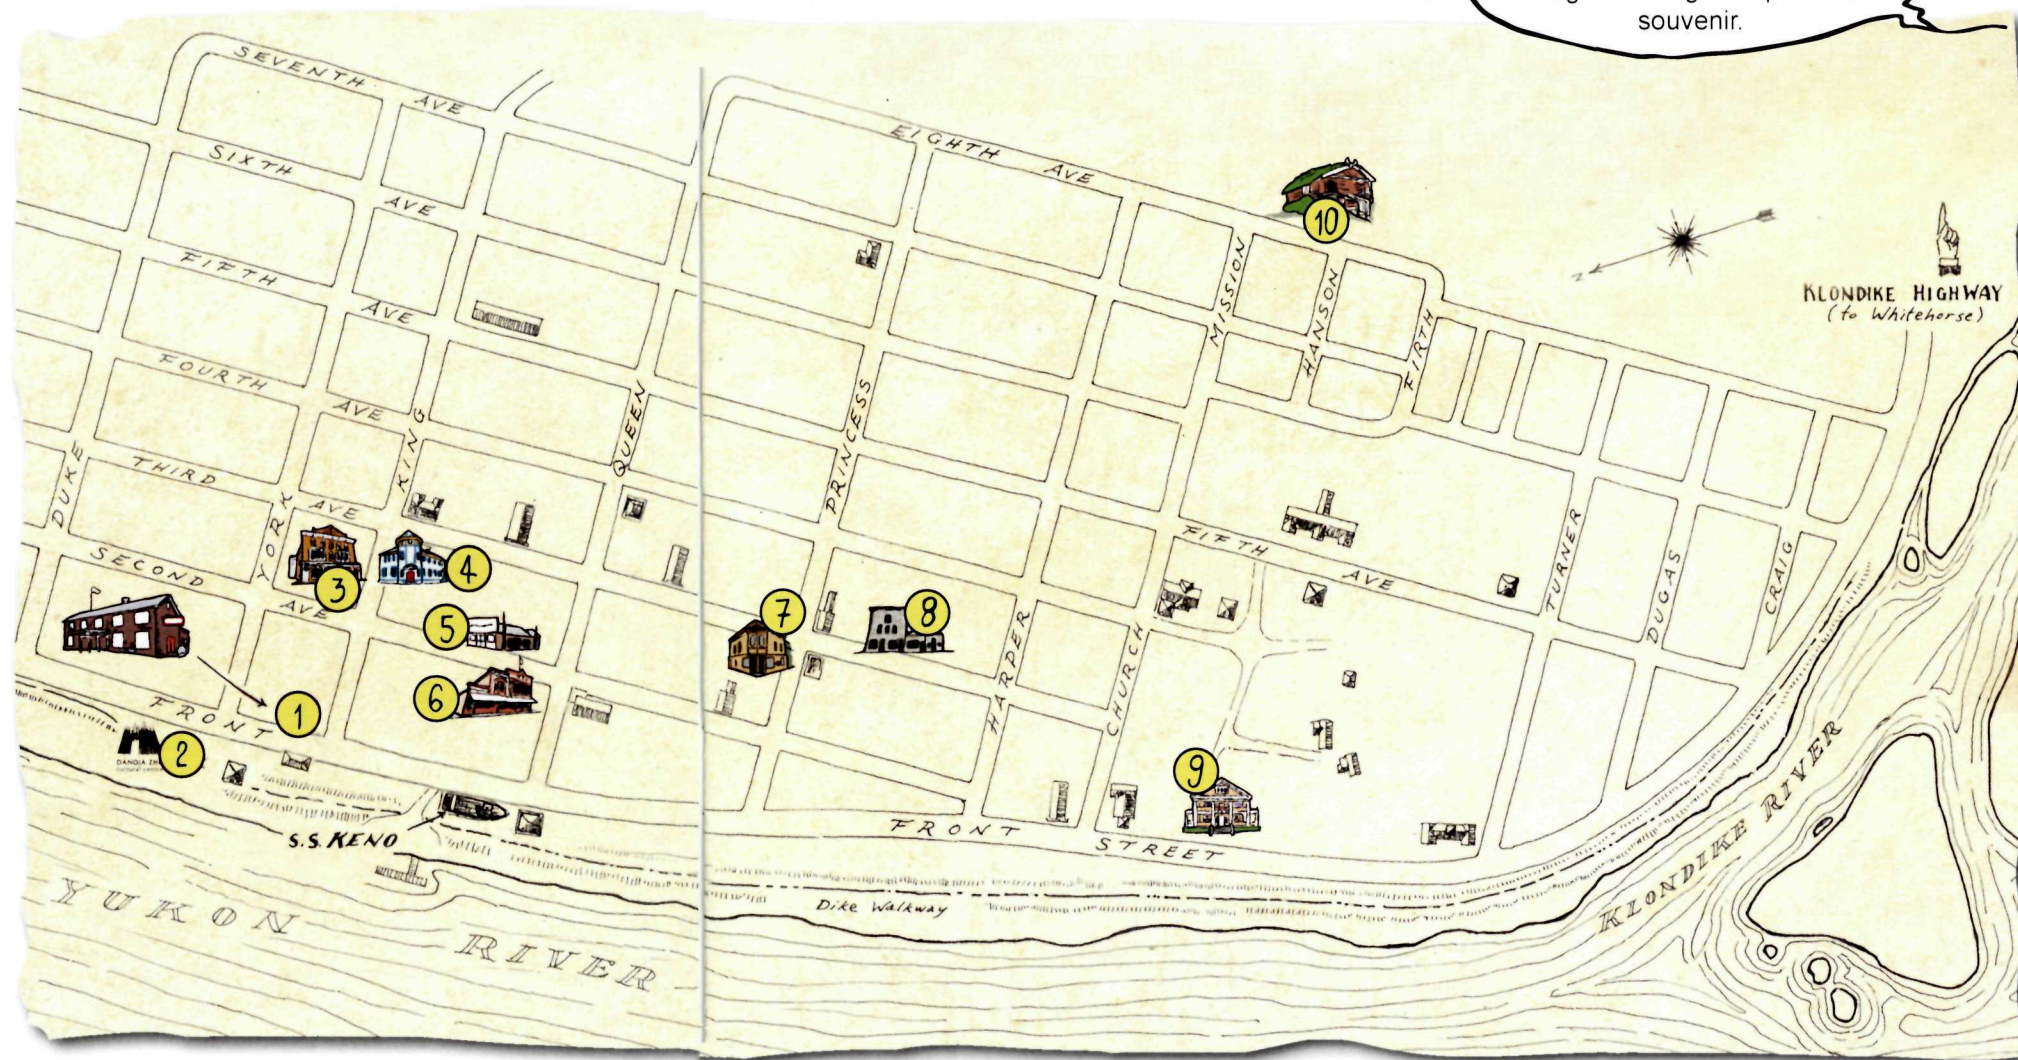 souvenir.
SEVENTH AVE
EIGHTH AVE
SIXTH AVE
10
FIFTH AVE
MISSION
HANSON
FIRTH
N
KLONDIKE HIGHWAY
(to Whitehorse)
FOURTH AVE
KING
QUEEN
PRINCESS
DUKE
THIRD AVE
YORK
FIFTH AVE
TURNER
DUGAS
CRAIG
SECOND AVE
3
4
5
6
7
8
HARPER
CHURCH
FRONT
1
2
DANOJA
9
FRONT STREET
S.S. KENO
Dike Walkway
YUKON RIVER
KLONDIKE RIVER